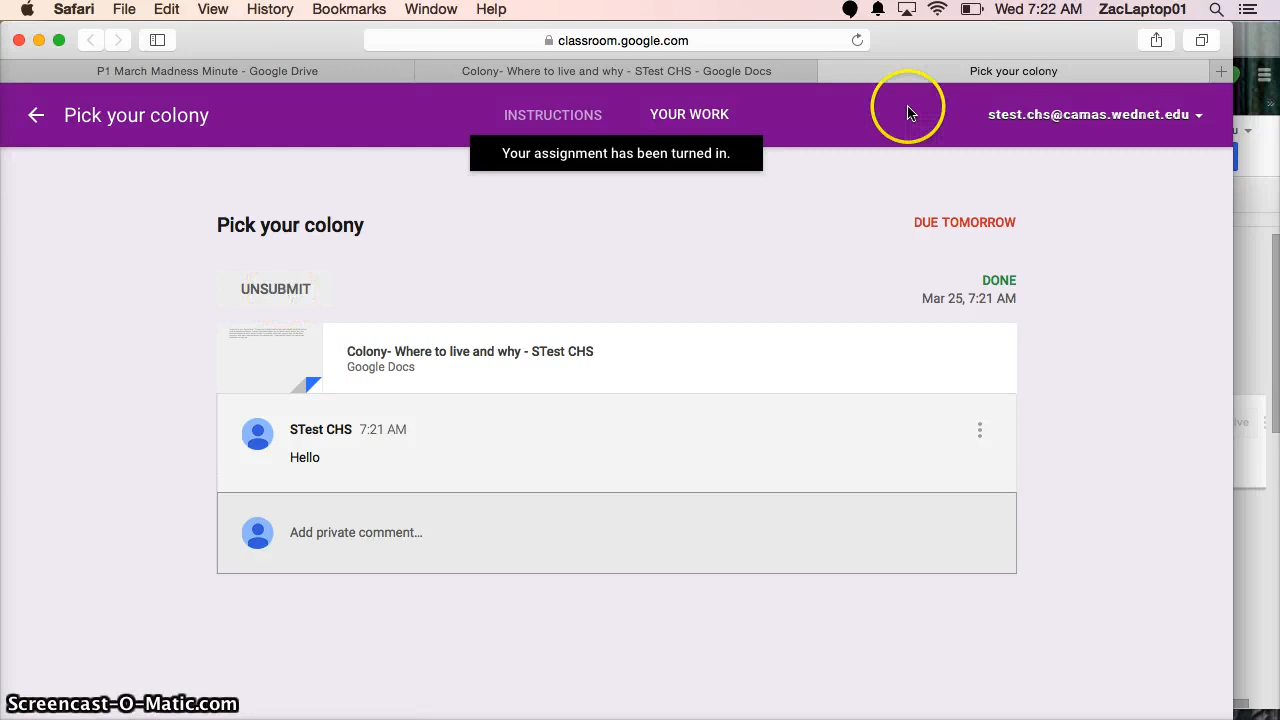 Safari File Edit View History Bookmarks Window Help Wed 7:22 AM ZacLaptop01
classroom.google.com
P1 March Madness Minute - Google Drive Colony- Where to live and why - STest CHS - Google Docs Pick your colony
Pick your colony INSTRUCTIONS YOUR WORK stest.chs@camas.wednet.edu
Your assignment has been turned in.
Pick your colony DUE TOMORROW
UNSUBMIT DONE
Mar 25, 7:21 AM
Colony- Where to live and why - STest CHS
Google Docs
STest CHS 7:21 AM
Hello
Add private comment...
Screencast-O-Matic.com